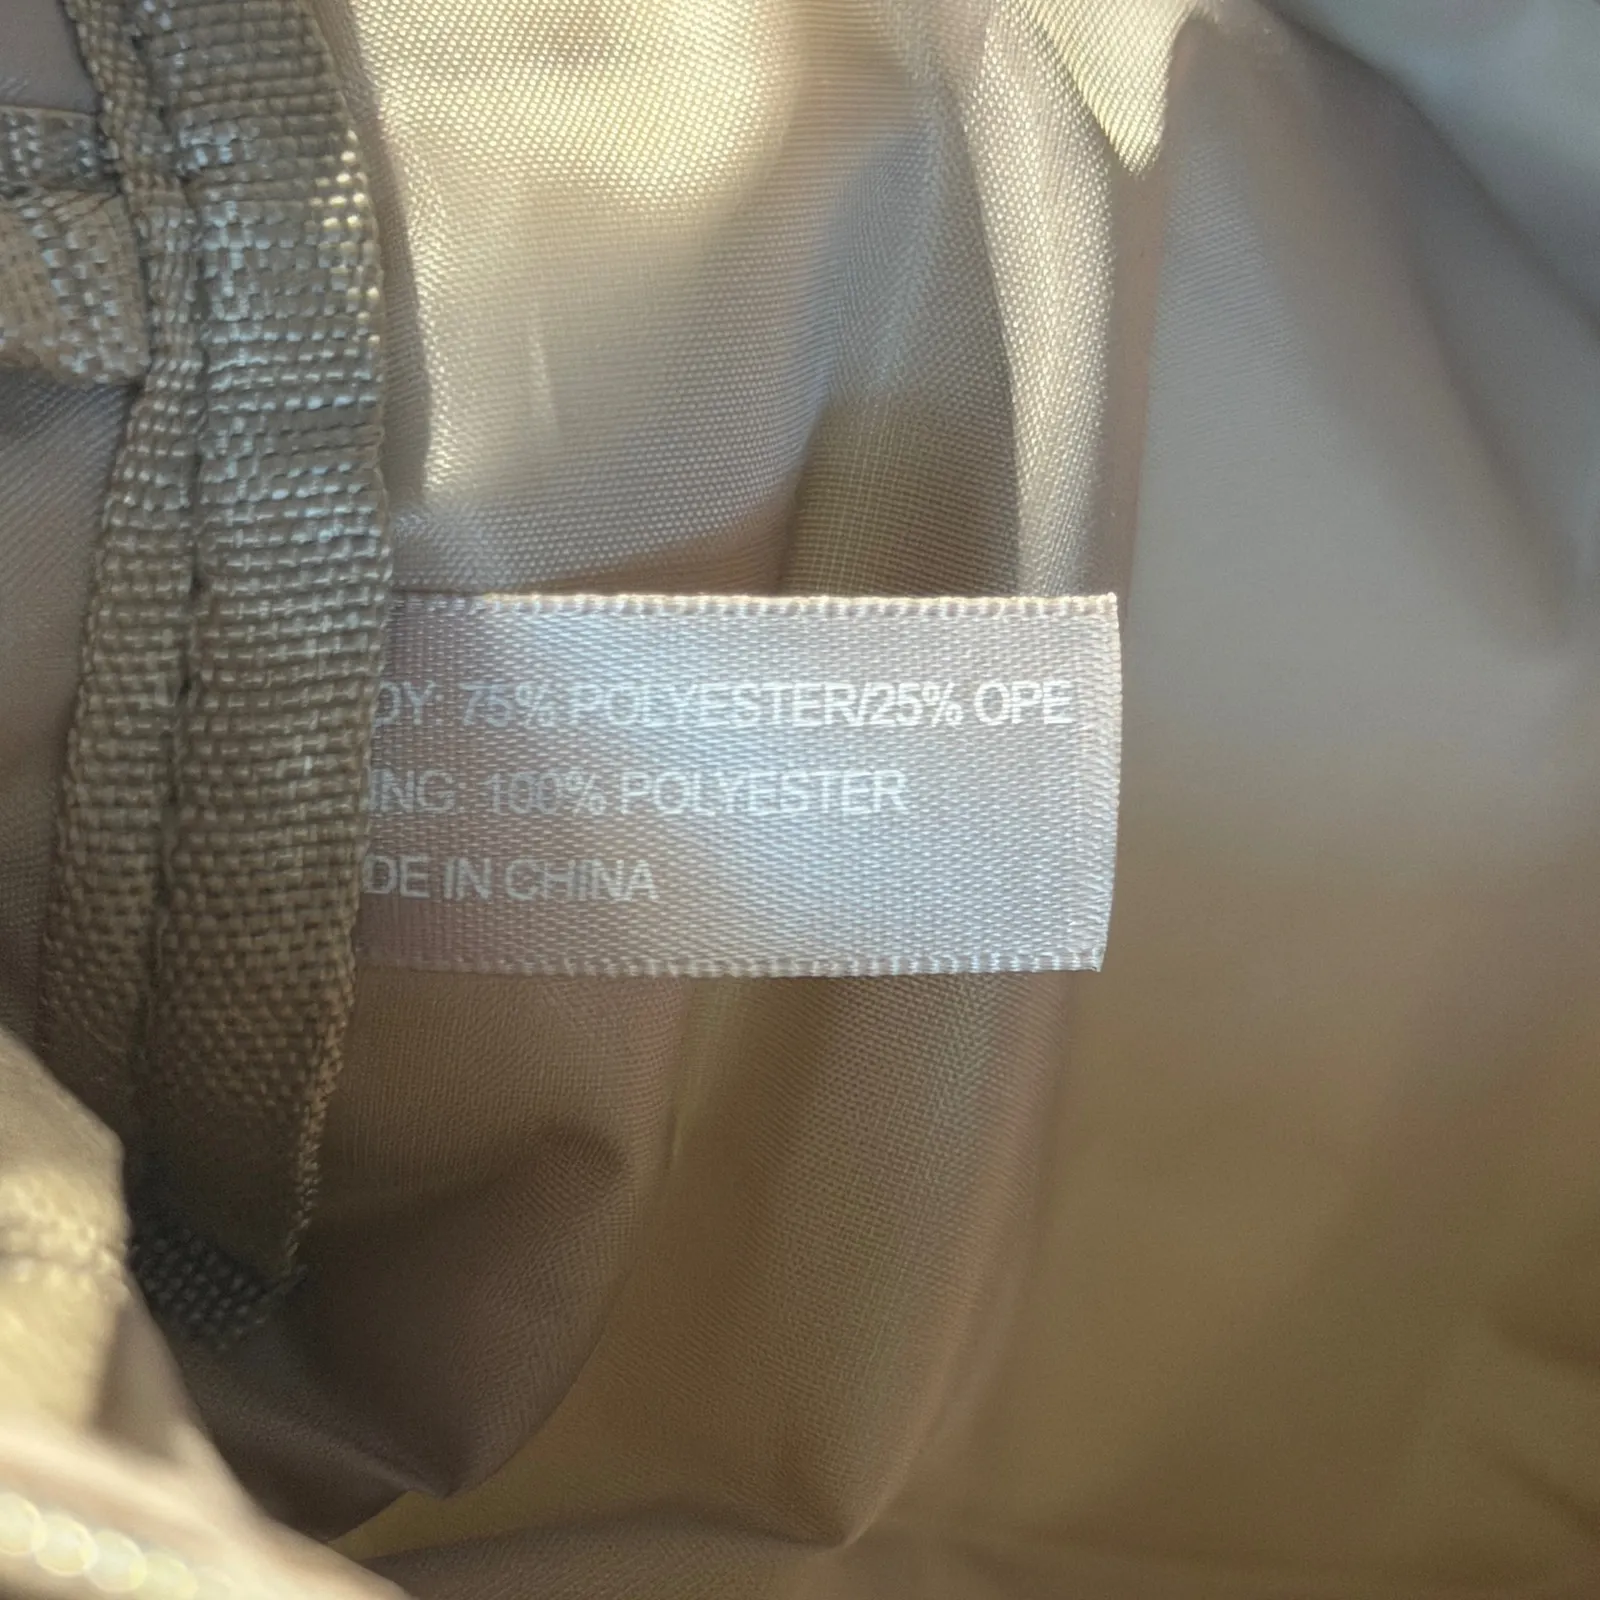 DY: 75% POLYESTER/25% OPE
ING: 100% POLYESTER
DE IN CHINA